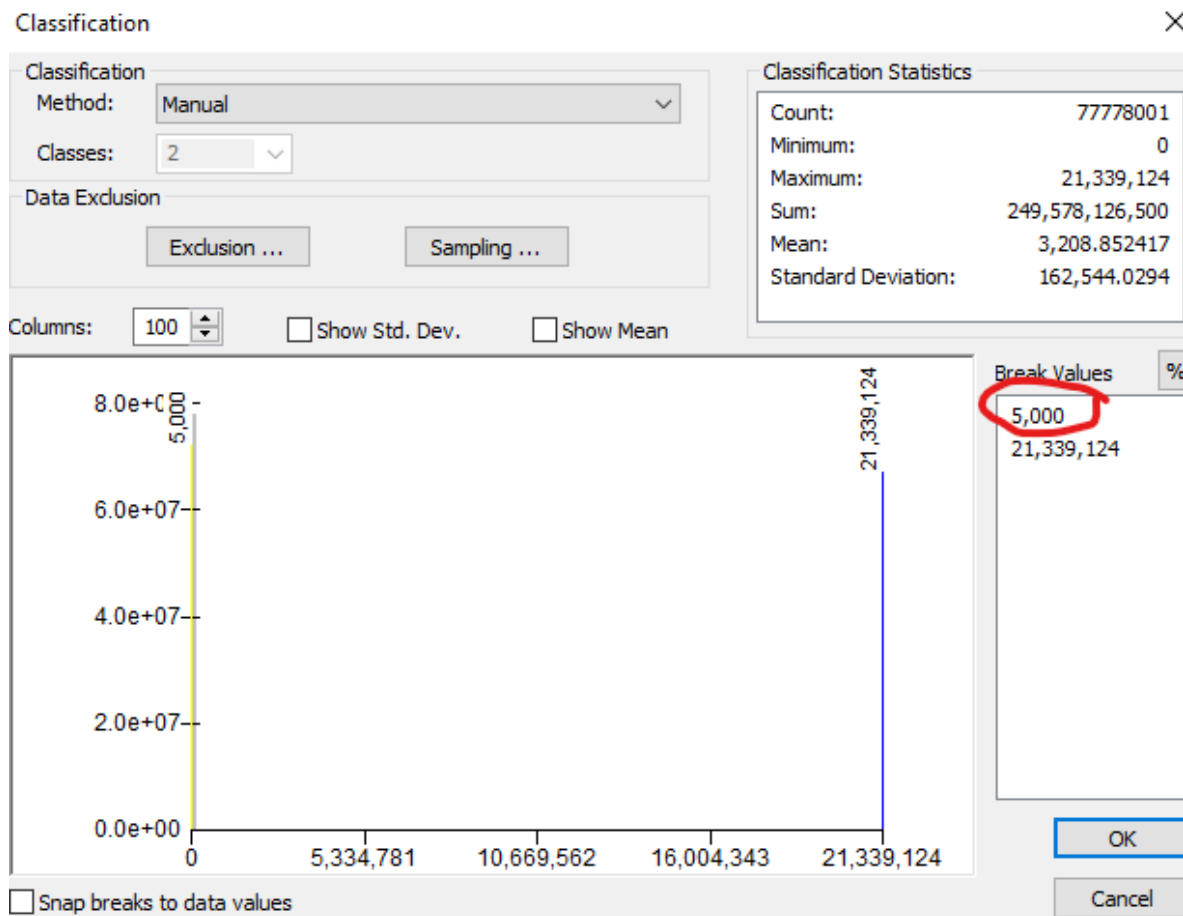 Classification
Classification
Method: Manual
Classes: 2
Data Exclusion
Exclusion ...
Sampling ...
Classification Statistics
Count: 77778001
Minimum: 0
Maximum: 21,339,124
Sum: 249,578,126,500
Mean: 3,208.852417
Standard Deviation: 162,544.0294
Columns: 100
Show Std. Dev.
Show Mean
Break Values
%
5,000
21,339,124
5,000
21,339,124
6.0e+07
4.0e+07
2.0e+07
0.0e+00
0 5,334,781 10,669,562 16,004,343 21,339,124
Snap breaks to data values
OK
Cancel